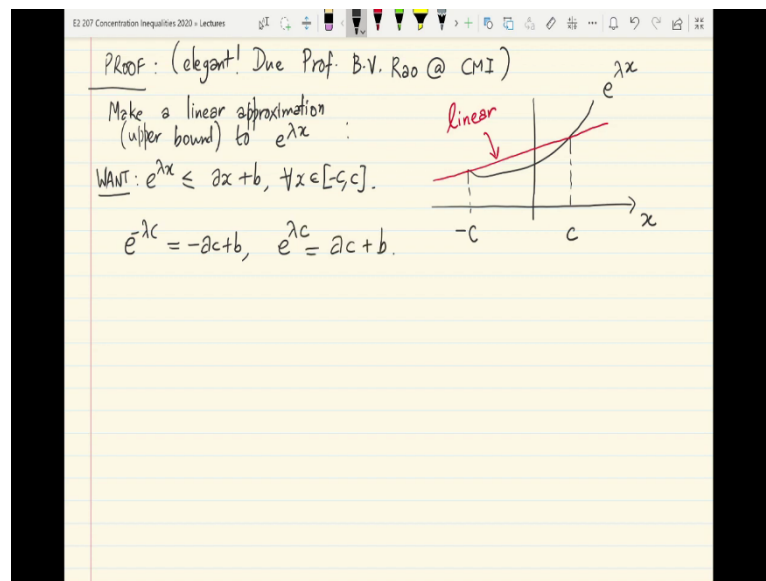 E2 207 Concentration Inequalities 2020 » Lectures
PROOF : (elegant! Due Prof. B.V. Rao @ CMI)
Make a linear approximation
(upper bound) to e^{λx} :
WANT : e^{λx} ≤ ax + b, ∀x∈[-c,c].
e^{-λc} = -ac+b, e^{λc} = ac+b.
e^{λx}
linear
-c
c
x